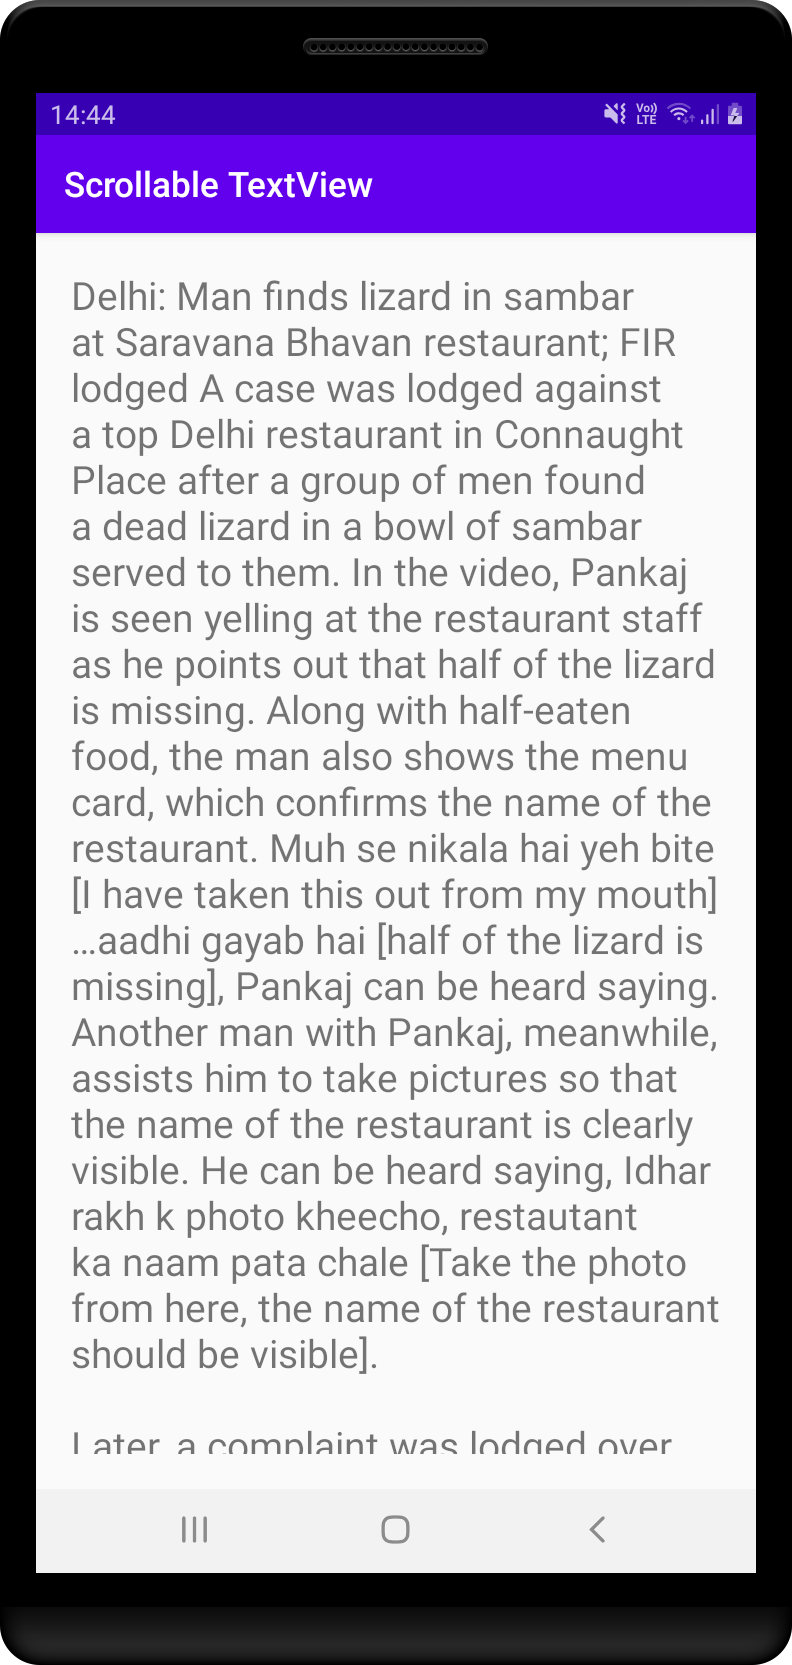 14:44
Vo))
LTE
Scrollable TextView
Delhi: Man finds lizard in sambar
at Saravana Bhavan restaurant; FIR
lodged A case was lodged against
a top Delhi restaurant in Connaught
Place after a group of men found
a dead lizard in a bowl of sambar
served to them. In the video, Pankaj
is seen yelling at the restaurant staff
as he points out that half of the lizard
is missing. Along with half-eaten
food, the man also shows the menu
card, which confirms the name of the
restaurant. Muh se nikala hai yeh bite
[I have taken this out from my mouth]
…aadhi gayab hai [half of the lizard is
missing], Pankaj can be heard saying.
Another man with Pankaj, meanwhile,
assists him to take pictures so that
the name of the restaurant is clearly
visible. He can be heard saying, Idhar
rakh k photo kheecho, restautant
ka naam pata chale [Take the photo
from here, the name of the restaurant
should be visible].
Later, a complaint was lodged over